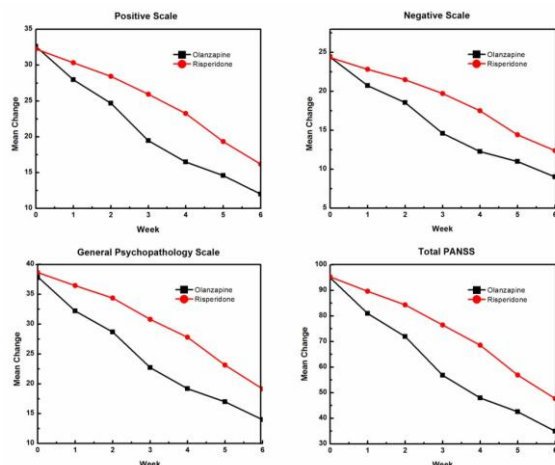 Positive Scale
35
30
25
20
15
10
Mean Change
Olanzapine
Risperidone
0 1 2 3 4 5 6
Week
Negative Scale
25
20
15
10
5
Mean Change
Olanzapine
Risperidone
0 1 2 3 4 5 6
Week
General Psychopathology Scale
40
35
30
25
20
15
10
Mean Change
Olanzapine
Risperidone
0 1 2 3 4 5 6
Week
Total PANSS
100
90
80
70
60
50
40
30
Mean Change
Olanzapine
Risperidone
0 1 2 3 4 5 6
Week